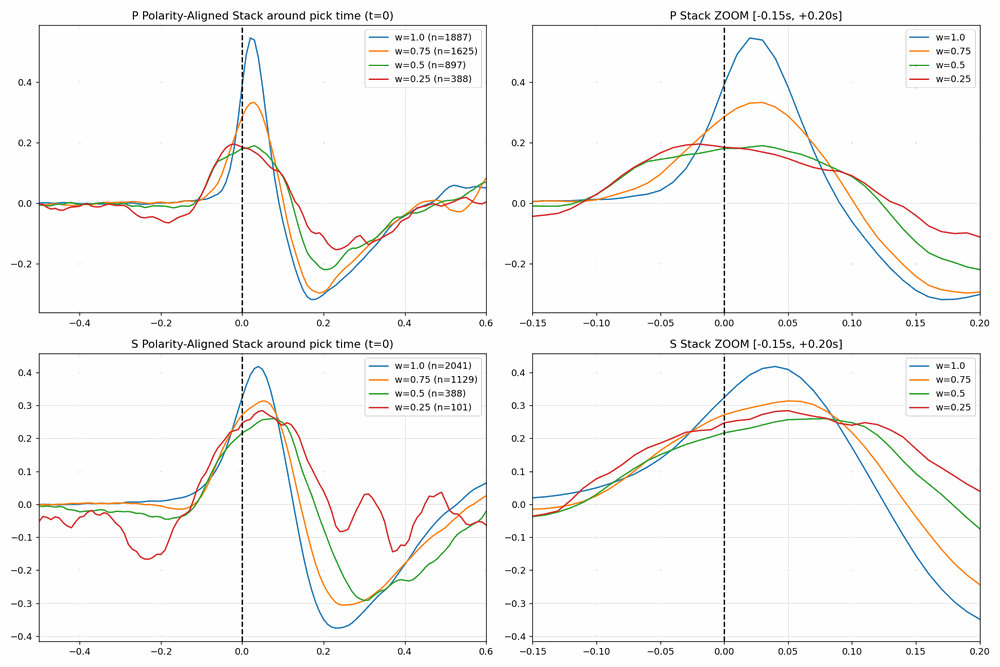 P Polarity-Aligned Stack around pick time (t=0)
w=1.0 (n=1887)
w=0.75 (n=1625)
w=0.5 (n=897)
w=0.25 (n=388)
0.4
0.2
0.0
−0.2
−0.4
−0.2
0.0
0.2
0.4
0.6
P Stack ZOOM [-0.15s, +0.20s]
w=1.0
w=0.75
w=0.5
w=0.25
0.4
0.2
0.0
−0.2
−0.15
−0.10
−0.05
0.00
0.05
0.10
0.15
0.20
S Polarity-Aligned Stack around pick time (t=0)
w=1.0 (n=2041)
w=0.75 (n=1129)
w=0.5 (n=388)
w=0.25 (n=101)
0.4
0.3
0.2
0.1
0.0
−0.1
−0.2
−0.3
−0.4
−0.4
−0.2
0.0
0.2
0.4
0.6
S Stack ZOOM [-0.15s, +0.20s]
w=1.0
w=0.75
w=0.5
w=0.25
0.4
0.3
0.2
0.1
0.0
−0.1
−0.2
−0.3
−0.4
−0.15
−0.10
−0.05
0.00
0.05
0.10
0.15
0.20